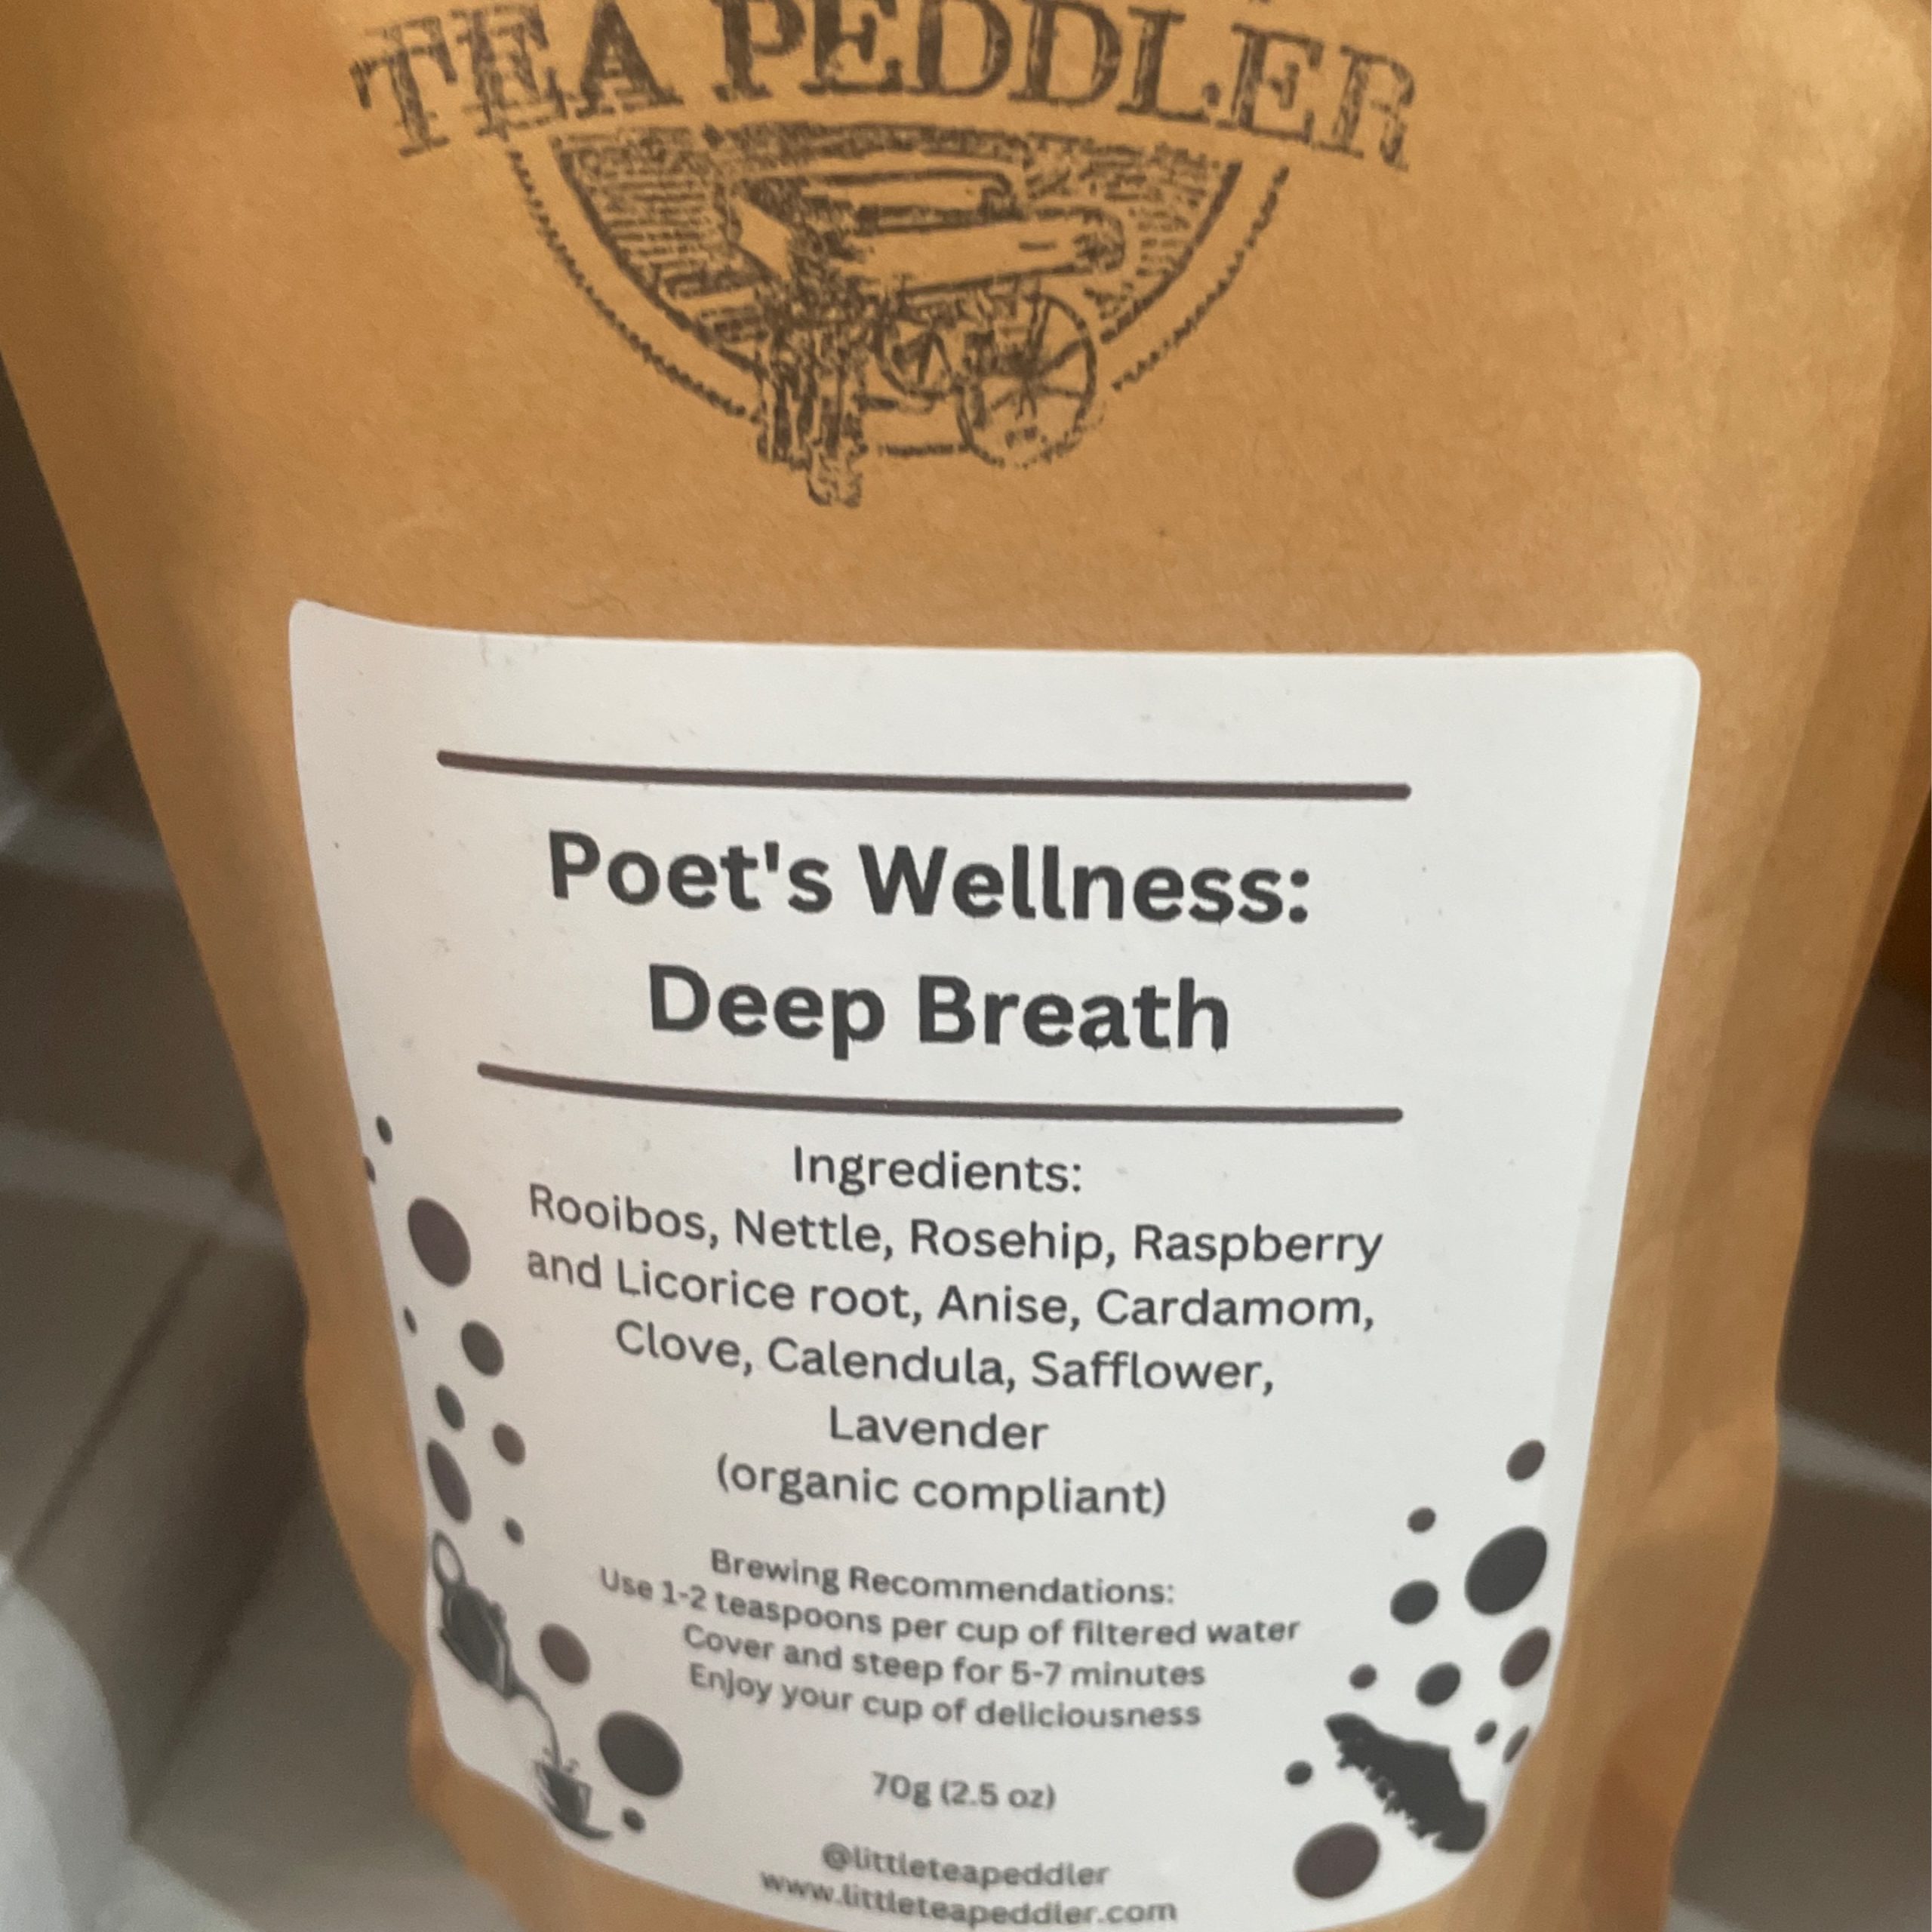 TEA PEDDLER
Poet's Wellness:
Deep Breath
Ingredients:
Rooibos, Nettle, Rosehip, Raspberry
and Licorice root, Anise, Cardamom,
Clove, Calendula, Safflower,
Lavender
(organic compliant)
Brewing Recommendations:
Use 1-2 teaspoons per cup of filtered water
Cover and steep for 5-7 minutes
Enjoy your cup of deliciousness
70g (2.5 oz)
@littleteapeddler
www.littleteapeddler.com